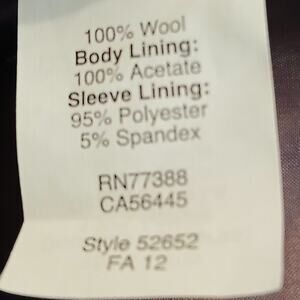 100% Wool
Body Lining:
100% Acetate
Sleeve Lining:
95% Polyester
5% Spandex
RN77388
CA56445
Style 52652
FA 12